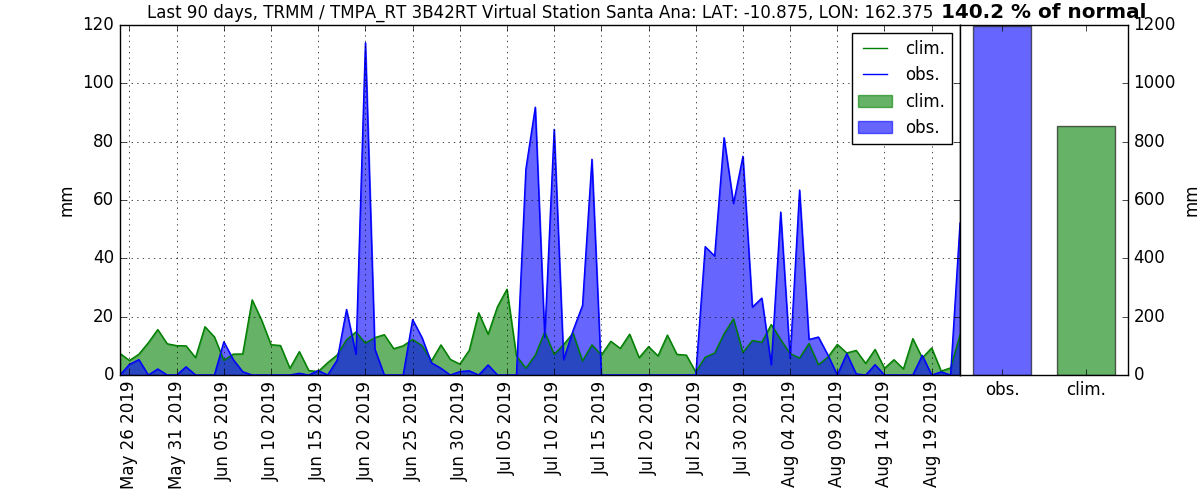 Last 90 days, TRMM / TMPA_RT 3B42RT Virtual Station Santa Ana: LAT: -10.875, LON: 162.375 140.2 % of normal
120
100
80
60
40
20
0
mm
clim.
obs.
clim.
obs.
1200
1000
800
600
400
200
0
mm
obs.
clim.
May 26 2019
May 31 2019
Jun 05 2019
Jun 10 2019
Jun 15 2019
Jun 20 2019
Jun 25 2019
Jun 30 2019
Jul 05 2019
Jul 10 2019
Jul 15 2019
Jul 20 2019
Jul 25 2019
Jul 30 2019
Aug 04 2019
Aug 09 2019
Aug 14 2019
Aug 19 2019